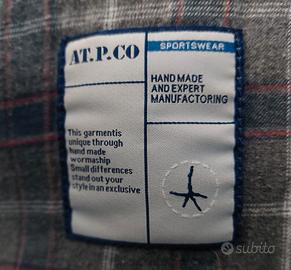 AT.P.CO
SPORTSWEAR
HAND MADE
AND EXPERT
MANUFACTORING
This garmentis
unique through
hand made
wormaship
Small differences
stand out your
style in an exclusive
subito